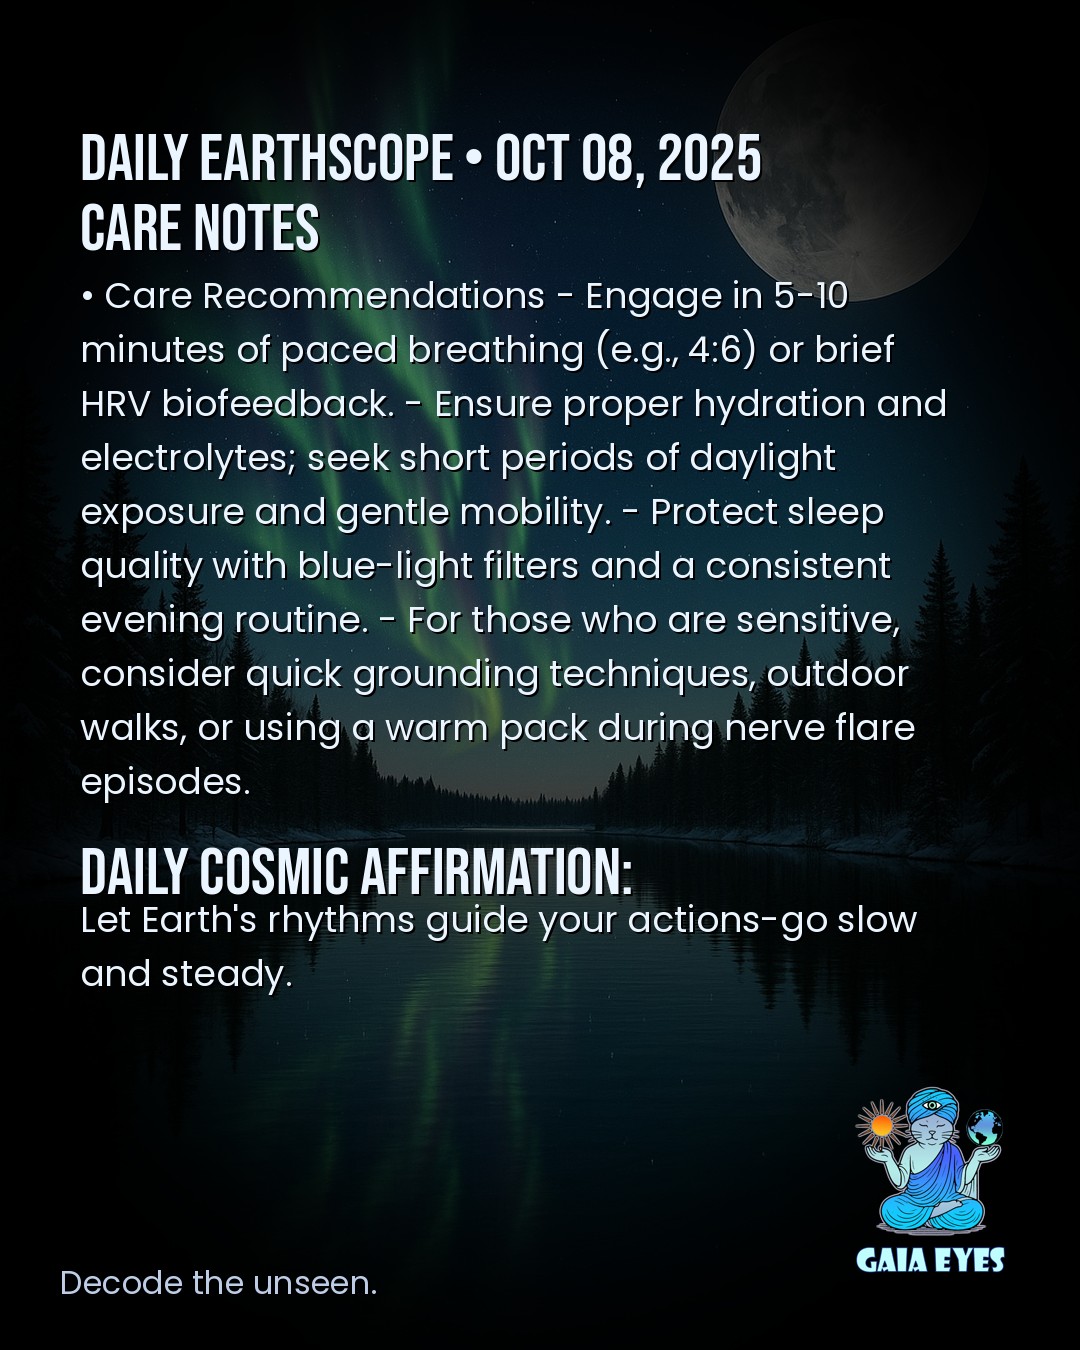 DAILY EARTHSCOPE • OCT 08, 2025
CARE NOTES
• Care Recommendations - Engage in 5-10
minutes of paced breathing (e.g., 4:6) or brief
HRV biofeedback. - Ensure proper hydration and
electrolytes; seek short periods of daylight
exposure and gentle mobility. - Protect sleep
quality with blue-light filters and a consistent
evening routine. - For those who are sensitive,
consider quick grounding techniques, outdoor
walks, or using a warm pack during nerve flare
episodes.
DAILY COSMIC AFFIRMATION:
Let Earth's rhythms guide your actions-go slow
and steady.
GAIA EYES
Decode the unseen.